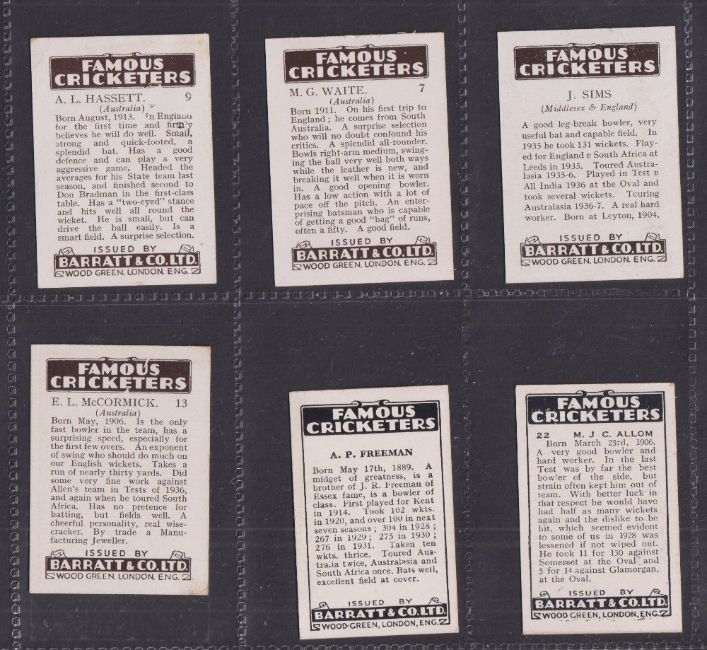 FAMOUS
CRICKETERS
A. L. HASSETT. 9
(Australia)
Born August, 1913. In England
for the first time and firmly
believes he will do well. Small,
strong and quick-footed, a
splendid bat. Has a good
defence and can play a very
aggressive game. Headed the
averages for his State team last
season, and finished second to
Don Bradman in the first-class
table. Has a "two-eyed" stance
and hits well all round the
wicket. He is small, but can
drive the ball easily. Is a
smart field. A surprise selection.
ISSUED BY
BARRATT & CO. LTD.
WOOD GREEN, LONDON, ENG.
FAMOUS
CRICKETERS
M. G. WAITE. 7
(Australia)
Born 1911. On his first trip to
England; he comes from South
Australia. A surprise selection
who will no doubt confound his
critics. A splendid all-rounder.
Bowls right-arm medium, swing-
ing the ball very well both ways
while the leather is new, and
breaking it well when it is worn
in. A good opening bowler.
Has a low action with a lot of
pace off the pitch. An enter-
prising batsman who is capable
of getting a good "bag" of runs,
often a fifty. A good field.
ISSUED BY
BARRATT & CO. LTD.
WOOD GREEN, LONDON, ENG.
FAMOUS
CRICKETERS
J. SIMS
(Middlesex & England)
A good leg-break bowler, very
useful bat and capable field. In
1935 he took 131 wickets. Play-
ed for England v South Africa at
Leeds in 1935. Toured Austra-
lasia 1935-6. Played in Test v
All India 1936 at the Oval and
took several wickets. Touring
Australasia 1936-7. A real hard
worker. Born at Leyton, 1904.
ISSUED BY
BARRATT & CO. LTD.
WOOD GREEN, LONDON, ENG.
FAMOUS
CRICKETERS
E. L. McCORMICK. 13
(Australia)
Born May, 1906. Is the only
fast bowler in the team, has a
surprising speed, especially for
the first few overs. An exponent
of swing who should do much on
our English wickets. Takes a
run of nearly thirty yards. Did
some very fine work against
Allen's team in Tests of 1936,
and again when he toured South
Africa. Has no pretence for
batting, but fields well. A
cheerful personality, real wise-
cracker. By trade a Manu-
facturing Jeweller.
ISSUED BY
BARRATT & CO. LTD.
WOOD GREEN, LONDON, ENG.
FAMOUS
CRICKETERS
A. P. FREEMAN
Born May 17th, 1889. A
midget of greatness, is a
brother of J. R. Freeman of
Essex fame, is a bowler of
class. First played for Kent
in 1914. Took 102 wkts.
in 1920, and over 100 in next
seven seasons; 304 in 1928;
267 in 1929; 275 in 1930;
276 in 1931. Taken ten
wkts. thrice. Toured Aus-
tralia twice, Australasia and
South Africa once. Bats well,
excellent field at cover.
ISSUED BY
BARRATT & CO. LTD.
WOOD GREEN, LONDON, ENG.
FAMOUS
CRICKETERS
22 M. J. C. ALLOM
Born March 23rd, 1906.
A very good bowler and
hard worker. In the last
Test was by far the best
bow'er of the side, but
strain often kept him out of
team. With better luck in
that respect he would have
had half as many wickets
again and the dislike to be
hit, which seemed evident
to some of us in 1928 was
lessened if not wiped out.
He took 11 for 130 against
Somerset at the Oval and
5 for 14 against Glamorgan,
at the Oval.
ISSUED BY
BARRATT & CO. LTD.
WOOD GREEN, LONDON, ENG.